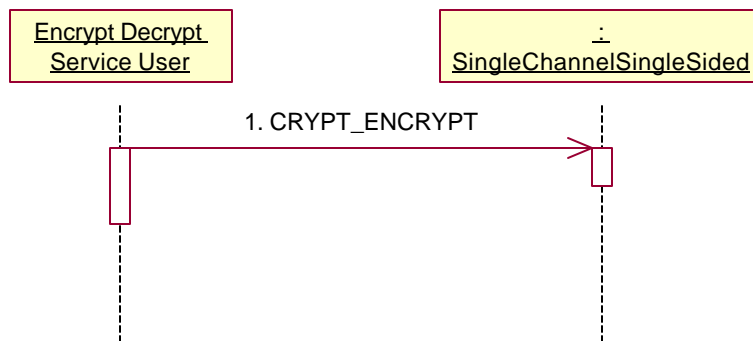 Encrypt Decrypt
Service User
:
SingleChannelSingleSided
1. CRYPT_ENCRYPT